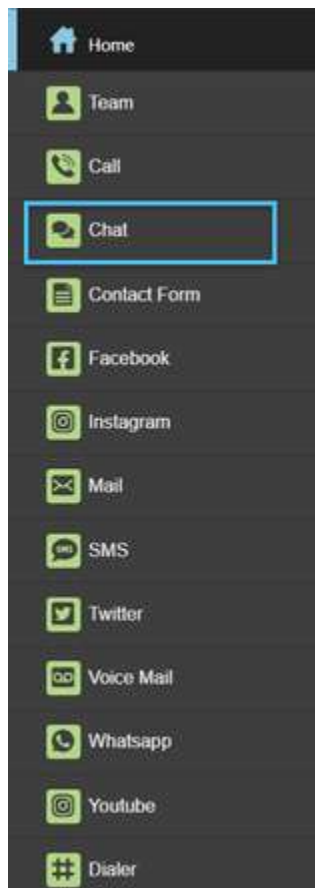 Home
Team
Call
Chat
Contact Form
Facebook
Instagram
Mail
SMS
Twitter
Voice Mail
Whatsapp
Youtube
Dialer